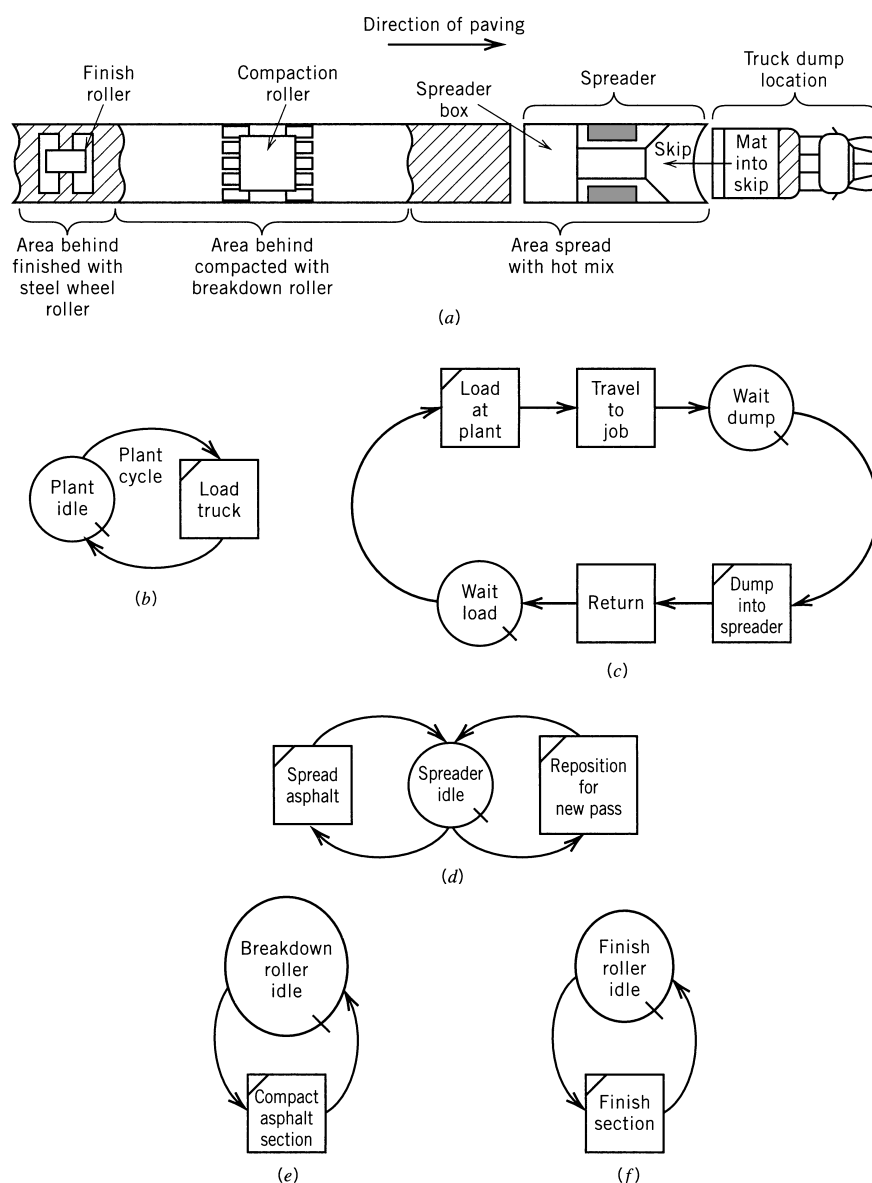 Direction of paving
Finish
roller
Compaction
roller
Spreader
box
Spreader
Truck dump
location
Skip
Mat
into
skip
Area behind
finished with
steel wheel
roller
Area behind
compacted with
breakdown roller
Area spread
with hot mix
(a)
Plant
idle
Plant
cycle
Load
truck
(b)
Load
at
plant
Travel
to
job
Wait
dump
Wait
load
Return
Dump
into
spreader
(c)
Spread
asphalt
Spreader
idle
Reposition
for
new pass
(d)
Breakdown
roller
idle
Compact
asphalt
section
(e)
Finish
roller
idle
Finish
section
(f)